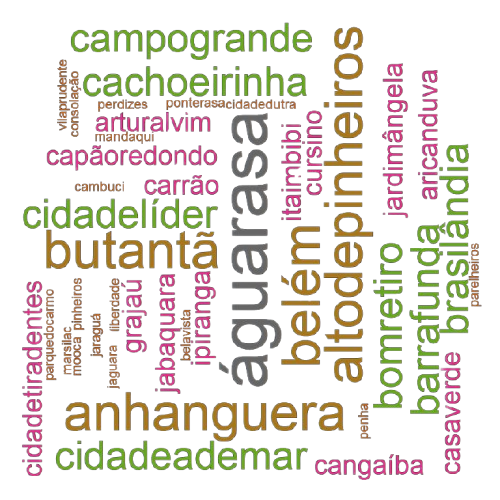 campogrande
cachoeirinha
vilaprudente
consolação
perdizes
ponterasa
cidadedutra
arturalvim
mandaqui
capãoredondo
cambuci
carrão
cidadelíder
butantã
águarasa
itaimbibi
cursino
belém
altodepinheiros
jardimângela
aricanduva
bomretiro
barrafunda
brasilândia
parelheiros
cidadetiradentes
parquedocarmo
marsilac
mooca
pinheiros
jaraguá
jaguara
liberdade
grajaú
jabaquara
belavista
ipiranga
anhanguera
penha
casaverde
cidadeademar
cangaíba